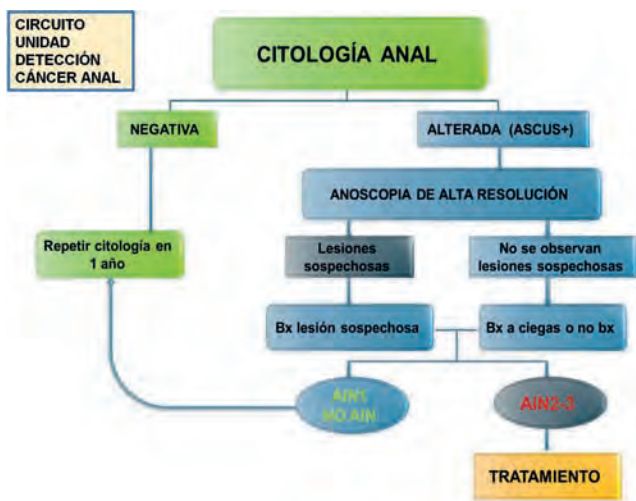 CIRCUITO
UNIDAD
DETECCIÓN
CÁNCER ANAL
CITOLOGÍA ANAL
NEGATIVA
ALTERADA (ASCUS+)
ANOSCOPIA DE ALTA RESOLUCIÓN
Repetir citología en
1 año
Lesiones
sospechosas
No se observan
lesiones sospechosas
Bx lesión sospechosa
Bx a ciegas o no bx
AIN1
NO AIN
AIN2-3
TRATAMIENTO